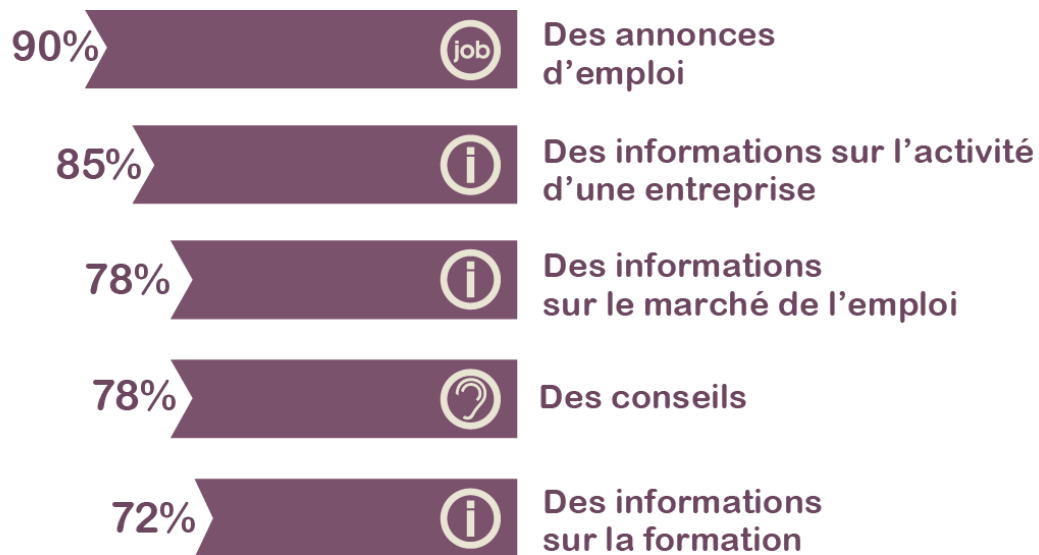 90%
job
Des annonces
d’emploi
85%
i
Des informations sur l’activité
d’une entreprise
78%
i
Des informations
sur le marché de l’emploi
78%
Des conseils
72%
i
Des informations
sur la formation